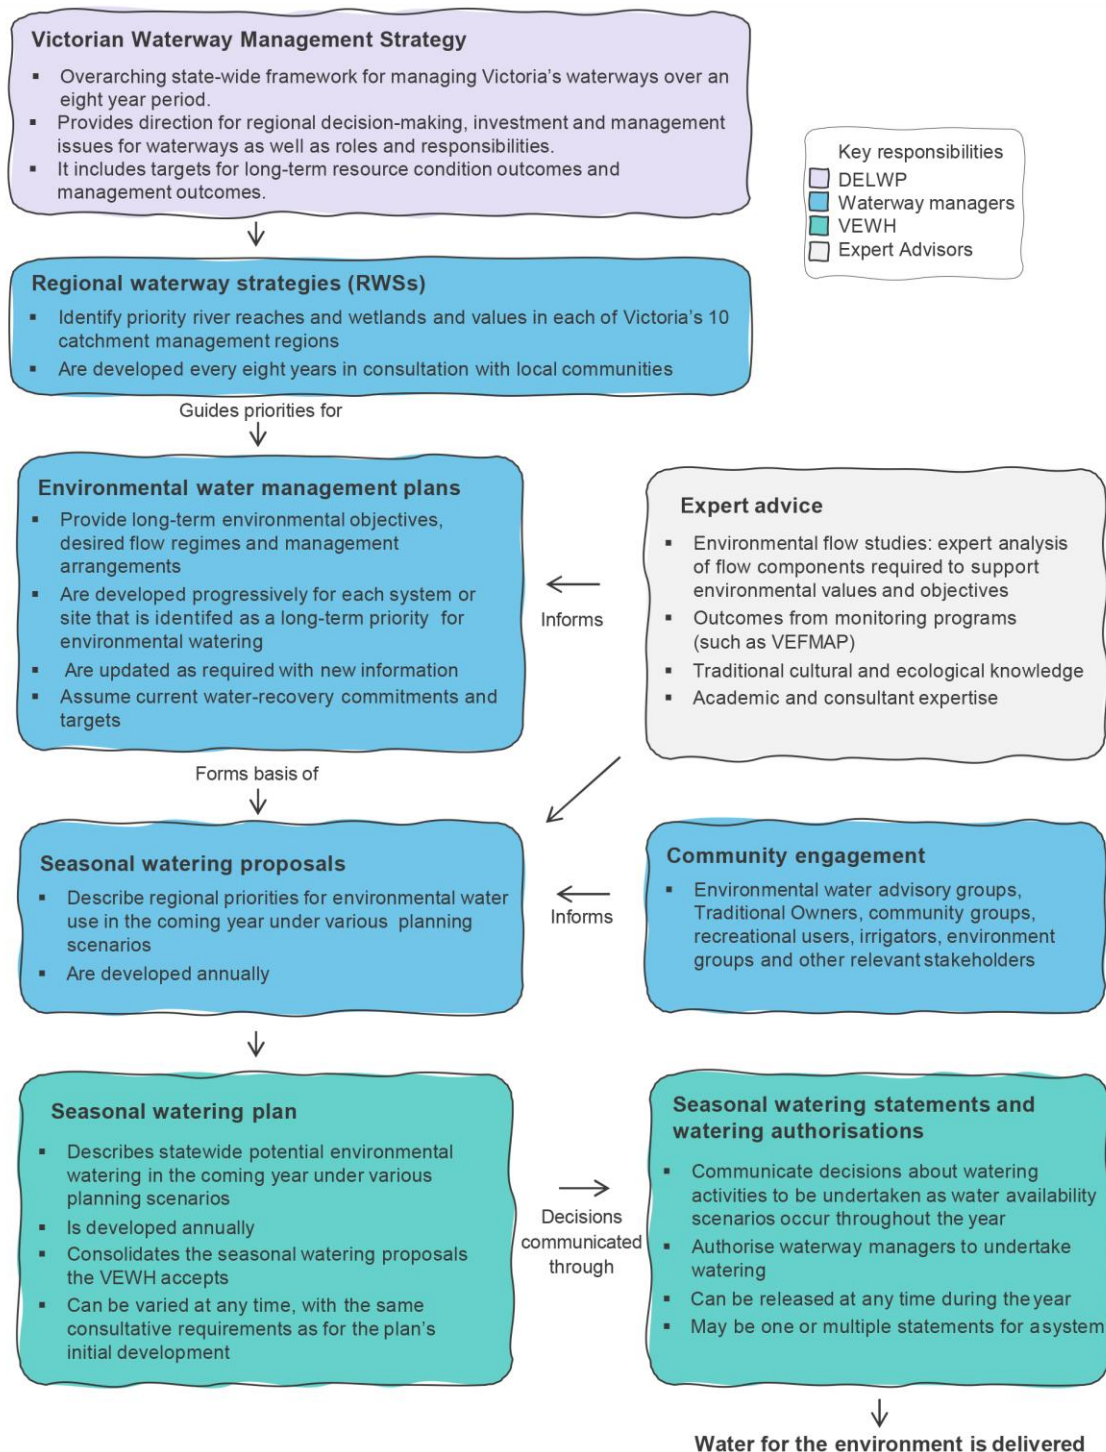 Victorian Waterway Management Strategy
▪ Overarching state-wide framework for managing Victoria's waterways over an
eight year period.
▪ Provides direction for regional decision-making, investment and management
issues for waterways as well as roles and responsibilities.
▪ It includes targets for long-term resource condition outcomes and
management outcomes.
Key responsibilities
DELWP
Waterway managers
VEWH
Expert Advisors
Regional waterway strategies (RWSs)
▪ Identify priority river reaches and wetlands and values in each of Victoria's 10
catchment management regions
▪ Are developed every eight years in consultation with local communities
Guides priorities for
Environmental water management plans
▪ Provide long-term environmental objectives,
desired flow regimes and management
arrangements
▪ Are developed progressively for each system or
site that is identifed as a long-term priority for
environmental watering
▪ Are updated as required with new information
▪ Assume current water-recovery commitments and
targets
Informs
Expert advice
▪ Environmental flow studies: expert analysis
of flow components required to support
environmental values and objectives
▪ Outcomes from monitoring programs
(such as VEFMAP)
▪ Traditional cultural and ecological knowledge
▪ Academic and consultant expertise
Forms basis of
Seasonal watering proposals
▪ Describe regional priorities for environmental water
use in the coming year under various planning
scenarios
▪ Are developed annually
Informs
Community engagement
▪ Environmental water advisory groups,
Traditional Owners, community groups,
recreational users, irrigators, environment
groups and other relevant stakeholders
Seasonal watering plan
▪ Describes statewide potential environmental
watering in the coming year under various
planning scenarios
▪ Is developed annually
▪ Consolidates the seasonal watering proposals
the VEWH accepts
▪ Can be varied at any time, with the same
consultative requirements as for the plan's
initial development
Decisions
communicated
through
Seasonal watering statements and
watering authorisations
▪ Communicate decisions about watering
activities to be undertaken as water availability
scenarios occur throughout the year
▪ Authorise waterway managers to undertake
watering
▪ Can be released at any time during the year
▪ May be one or multiple statements for asystem
Water for the environment is delivered